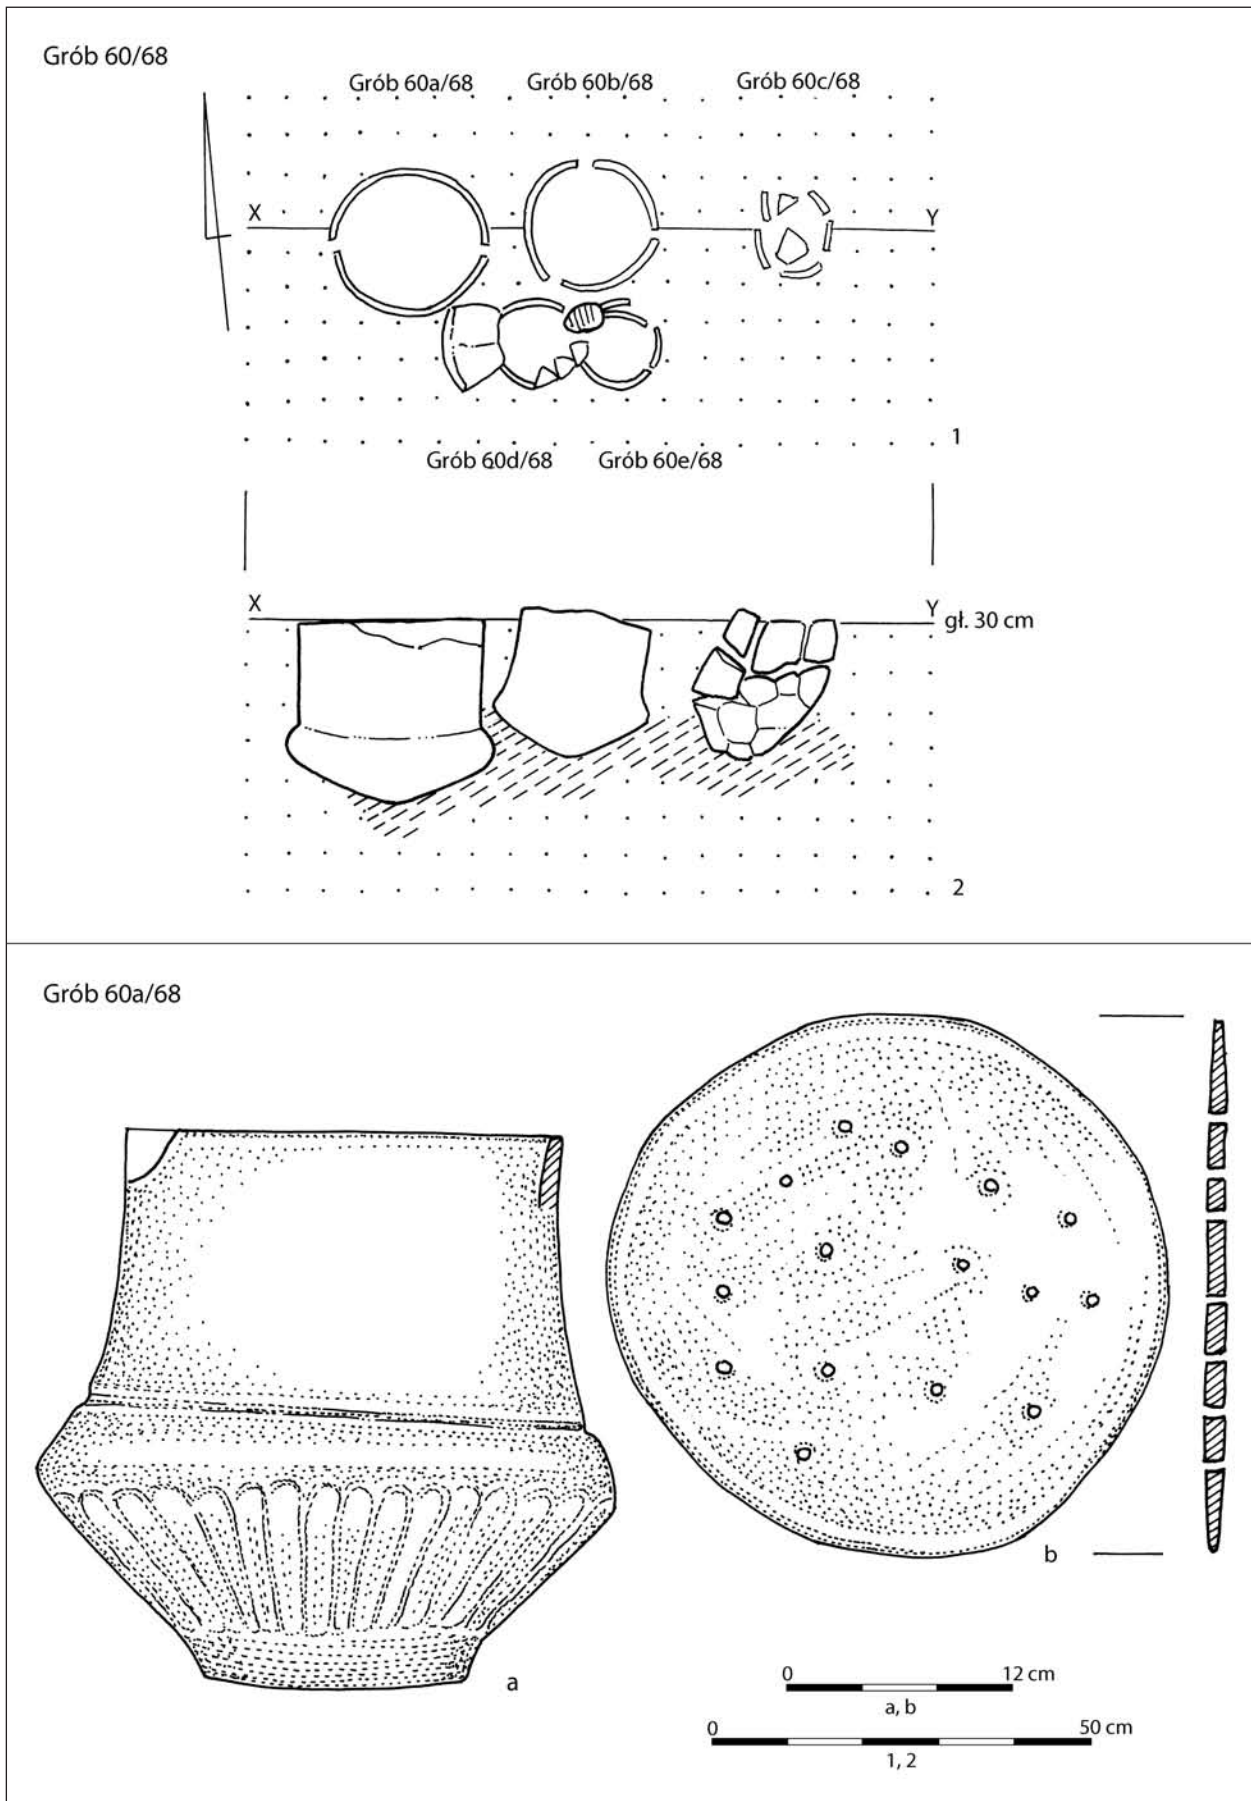 Grób 60/68
Grób 60a/68 Grób 60b/68 Grób 60c/68
X Y
1
Grób 60d/68 Grób 60e/68
X Y gł. 30 cm
2
Grób 60a/68
b
a
0 12 cm
a, b
0 50 cm
1, 2